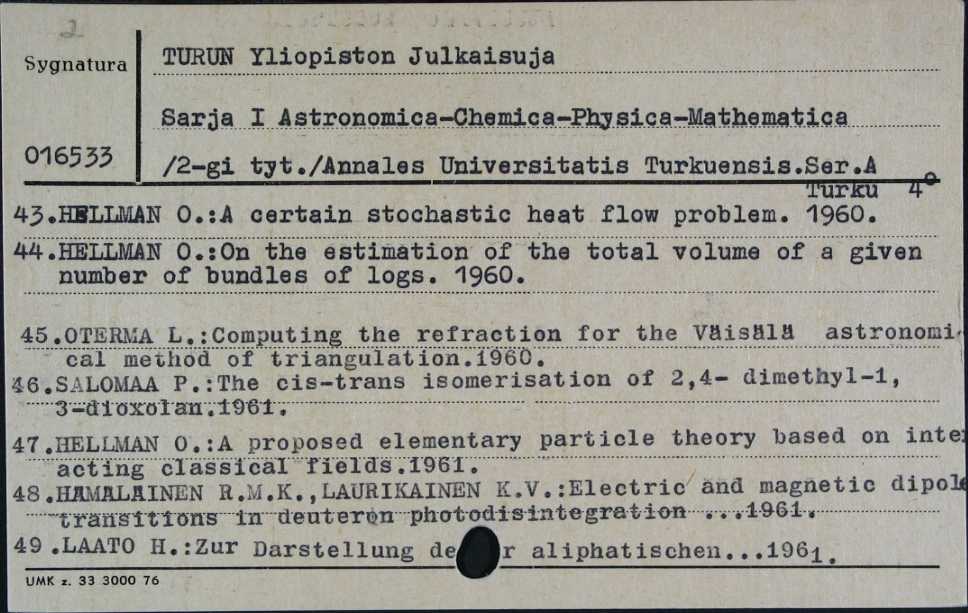 2
Sygnatura
TURUN Yliopiston Julkaisuja
Sarja I Astronomica-Chemica-Physica-Mathematica
016533
/2-gi tyt./Annales Universitatis Turkuensis.Ser.A
Turku 4°
43.HELLMAN O.:A certain stochastic heat flow problem. 1960.
44.HELLMAN O.:On the estimation of the total volume of a given
number of bundles of logs. 1960.
45.OTERMA L.:Computing the refraction for the Väisälä astronomi
cal method of triangulation.1960.
46.SALOMAA P.:The cis-trans isomerisation of 2,4- dimethyl-1,
3-dioxolan.1961.
47.HELLMAN O.:A proposed elementary particle theory based on inte
acting classical fields.1961.
48.HAMALAINEN R.M.K.,LAURIKAINEN K.V.:Electric and magnetic dipole
transitions in deuteron photodisintegration ...1961.
49.LAATO H.:Zur Darstellung de r aliphatischen...1961.
UMK z. 33 3000 76